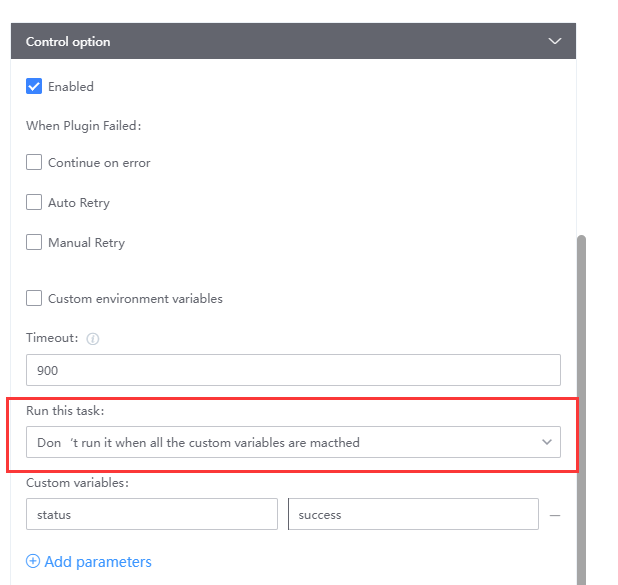 Control option
Enabled
When Plugin Failed:
Continue on error
Auto Retry
Manual Retry
Custom environment variables
Timeout:
900
Run this task:
Don ‘t run it when all the custom variables are macthed
Custom variables:
status success
Add parameters